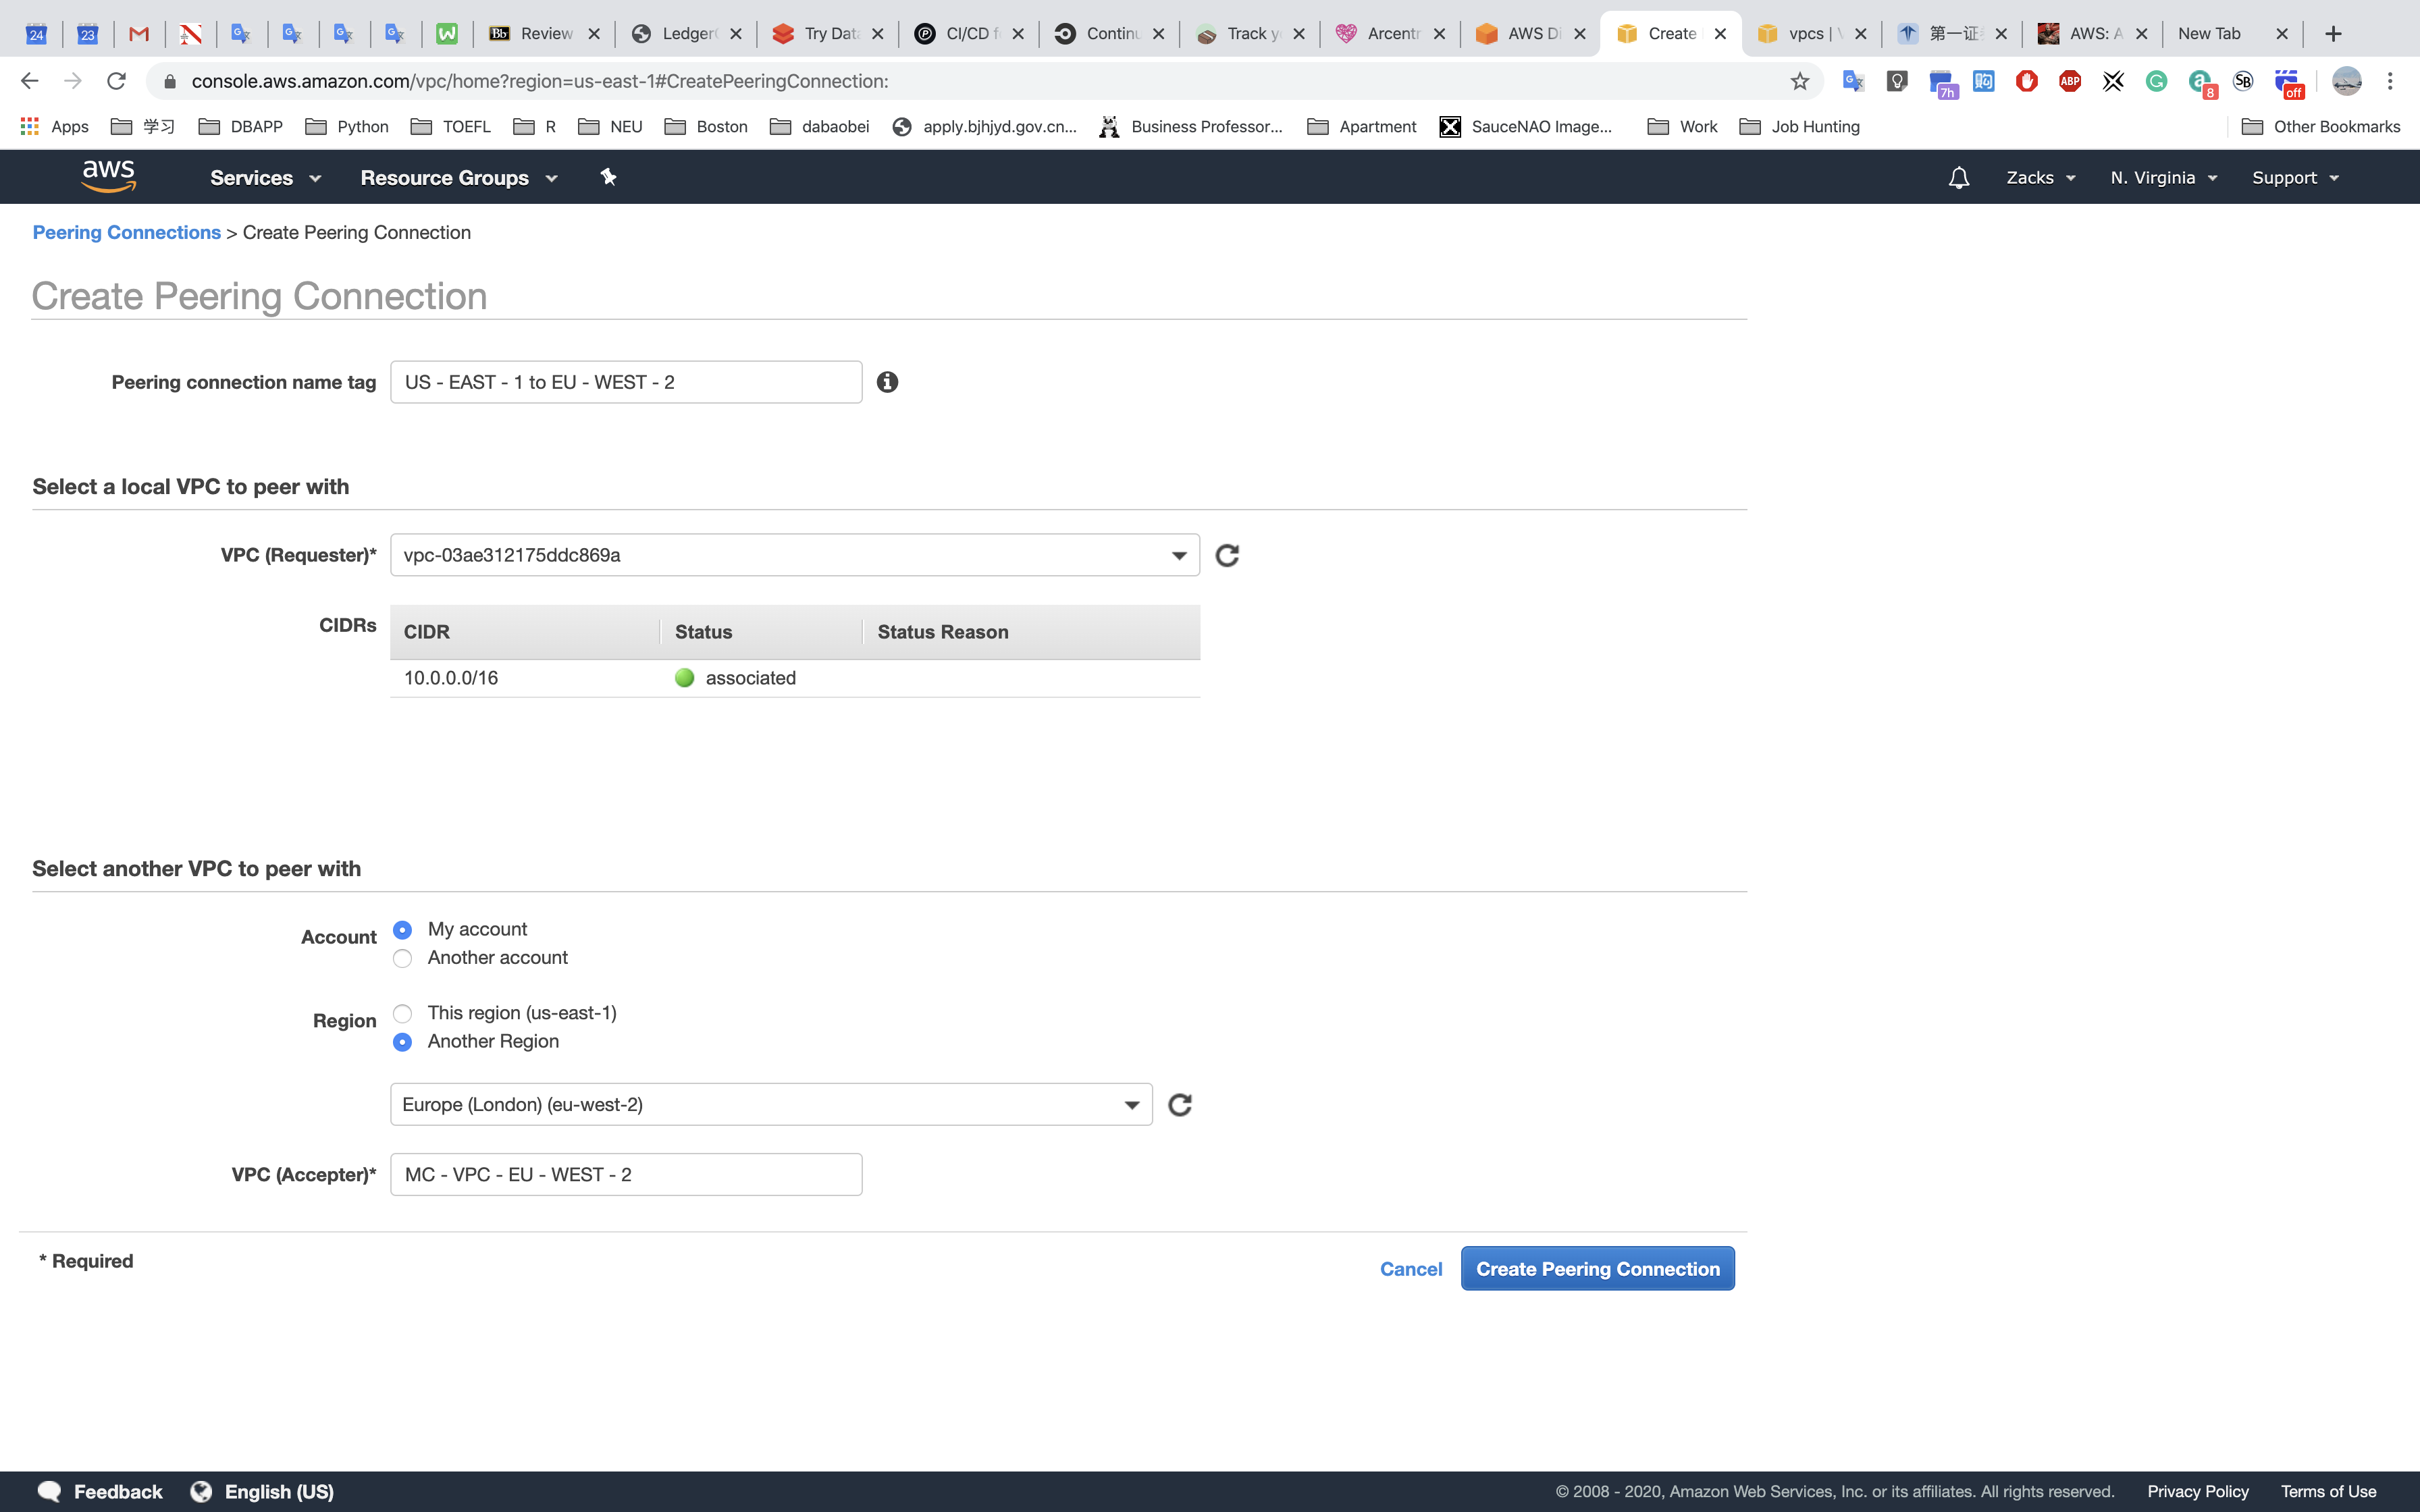 24 23 Review Ledger Try Dat CI/CD f Continu Track y Arcentr AWS Di Create vpcs | 第一证 AWS: A New Tab
console.aws.amazon.com/vpc/home?region=us-east-1#CreatePeeringConnection:
7h ABP 8 SB off
Apps 学习 DBAPP Python TOEFL R NEU Boston dabaobei apply.bjhjyd.gov.cn... Business Professor... Apartment SauceNAO Image... Work Job Hunting Other Bookmarks
aws Services Resource Groups Zacks N. Virginia Support
Peering Connections > Create Peering Connection
Create Peering Connection
Peering connection name tag US - EAST - 1 to EU - WEST - 2
Select a local VPC to peer with
VPC (Requester)* vpc-03ae312175ddc869a
CIDRs CIDR Status Status Reason
10.0.0.0/16 associated
Select another VPC to peer with
Account My account
Another account
Region This region (us-east-1)
Another Region
Europe (London) (eu-west-2)
VPC (Accepter)* MC - VPC - EU - WEST - 2
* Required Cancel Create Peering Connection
Feedback English (US) © 2008 - 2020, Amazon Web Services, Inc. or its affiliates. All rights reserved. Privacy Policy Terms of Use